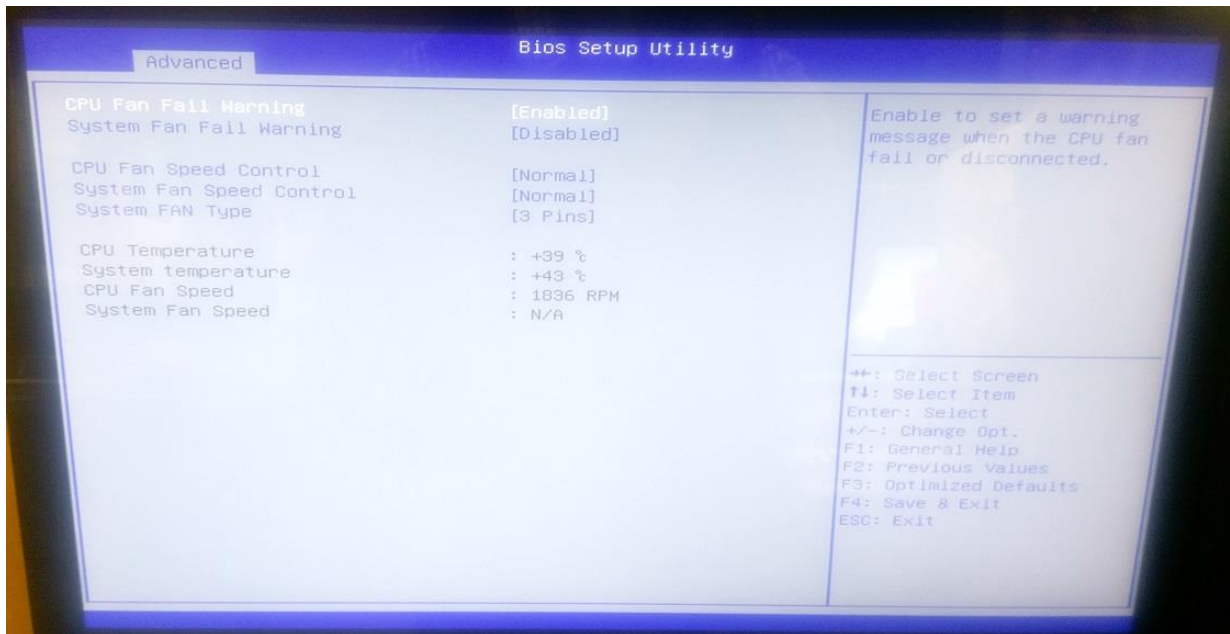 Bios Setup Utility
Advanced
CPU Fan Fail Warning [Enabled]
System Fan Fail Warning [Disabled]
CPU Fan Speed Control [Normal]
System Fan Speed Control [Normal]
System FAN Type [3 Pins]
CPU Temperature : +39 ℃
System temperature : +43 ℃
CPU Fan Speed : 1836 RPM
System Fan Speed : N/A
Enable to set a warning
message when the CPU fan
fail or disconnected.
→←: Select Screen
↑↓: Select Item
Enter: Select
+/-: Change Opt.
F1: General Help
F2: Previous Values
F3: Optimized Defaults
F4: Save & Exit
ESC: Exit